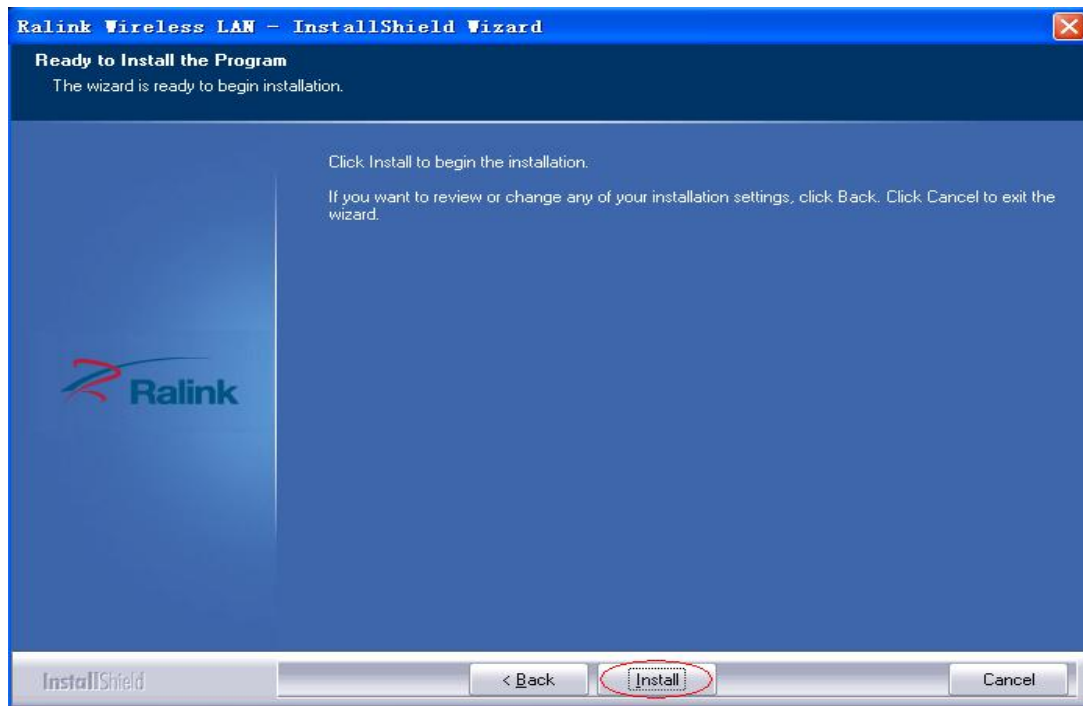 Ralink Wireless LAN - InstallShield Wizard
Ready to Install the Program
The wizard is ready to begin installation.
Click Install to begin the installation.
If you want to review or change any of your installation settings, click Back. Click Cancel to exit the
wizard.
Ralink
InstallShield
< Back
Install
Cancel